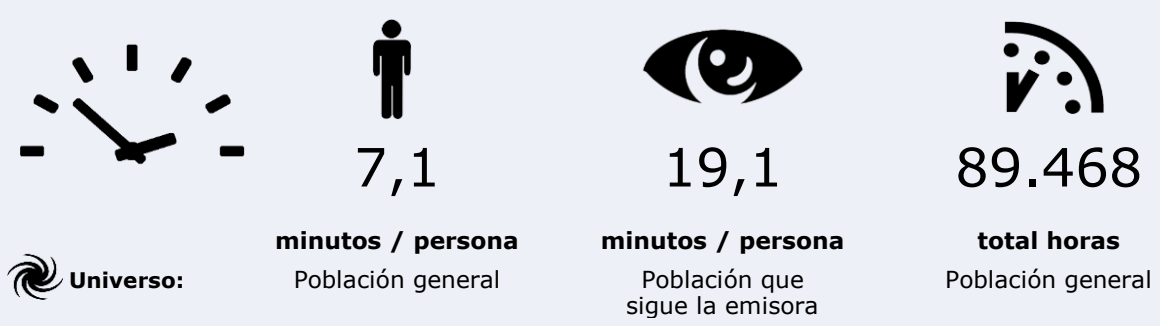 7,1
19,1
89.468
minutos / persona
minutos / persona
total horas
Universo:
Población general
Población que
sigue la emisora
Población general